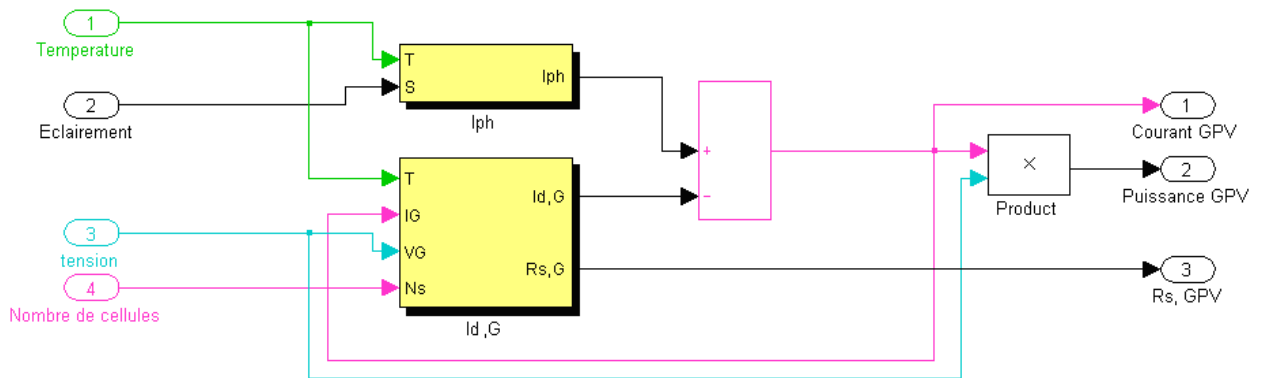 1
Temperature
2
Eclairement
T
S
Iph
Iph
T
IG
VG
Ns
Id,G
Rs,G
Id ,G
3
tension
4
Nombre de cellules
+
−
×
Product
1
Courant GPV
2
Puissance GPV
3
Rs, GPV